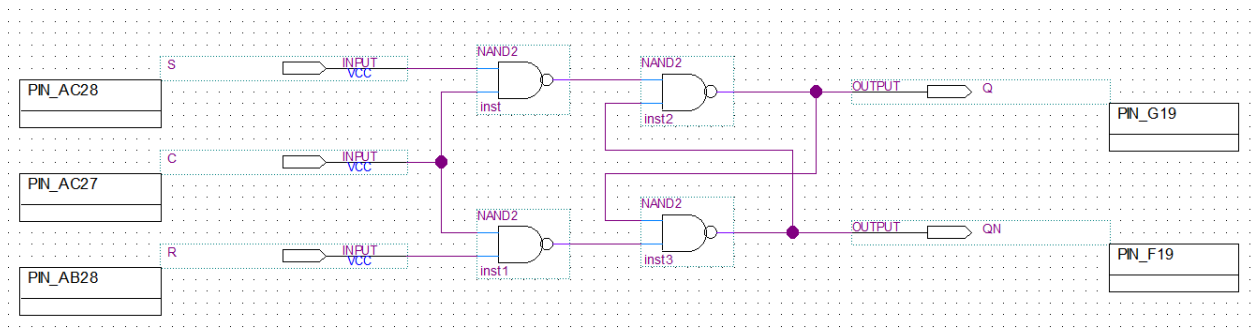 NAND2
NAND2
S
INPUT
VCC
OUTPUT
Q
PIN_AC28
inst
inst2
PIN_G19
C
INPUT
VCC
PIN_AC27
NAND2
NAND2
R
INPUT
VCC
OUTPUT
QN
PIN_AB28
inst1
inst3
PIN_F19